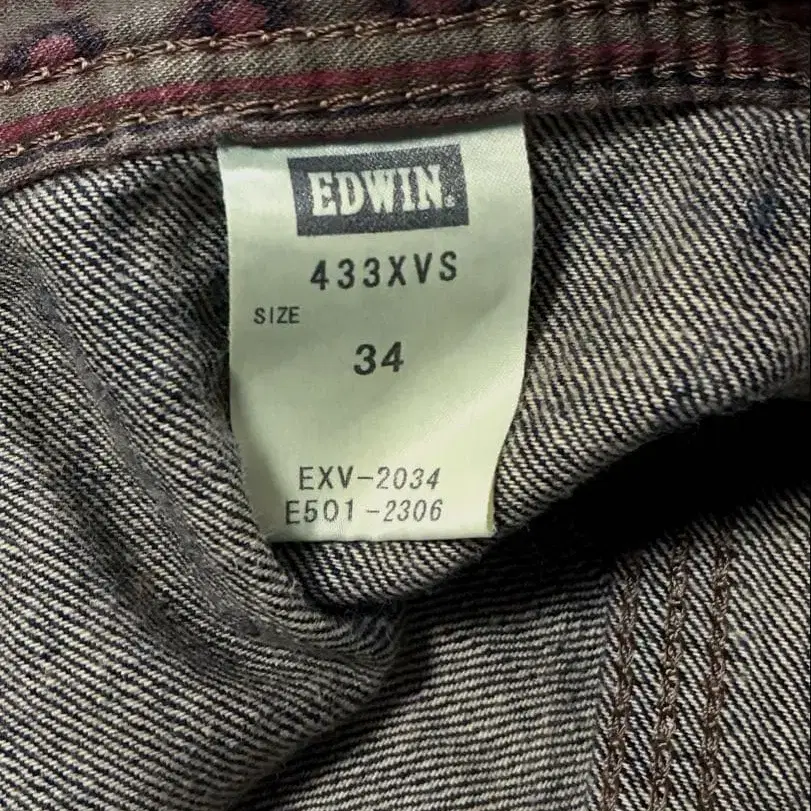 EDWIN.
433XVS
SIZE
34
EXV-2034
E501-2306